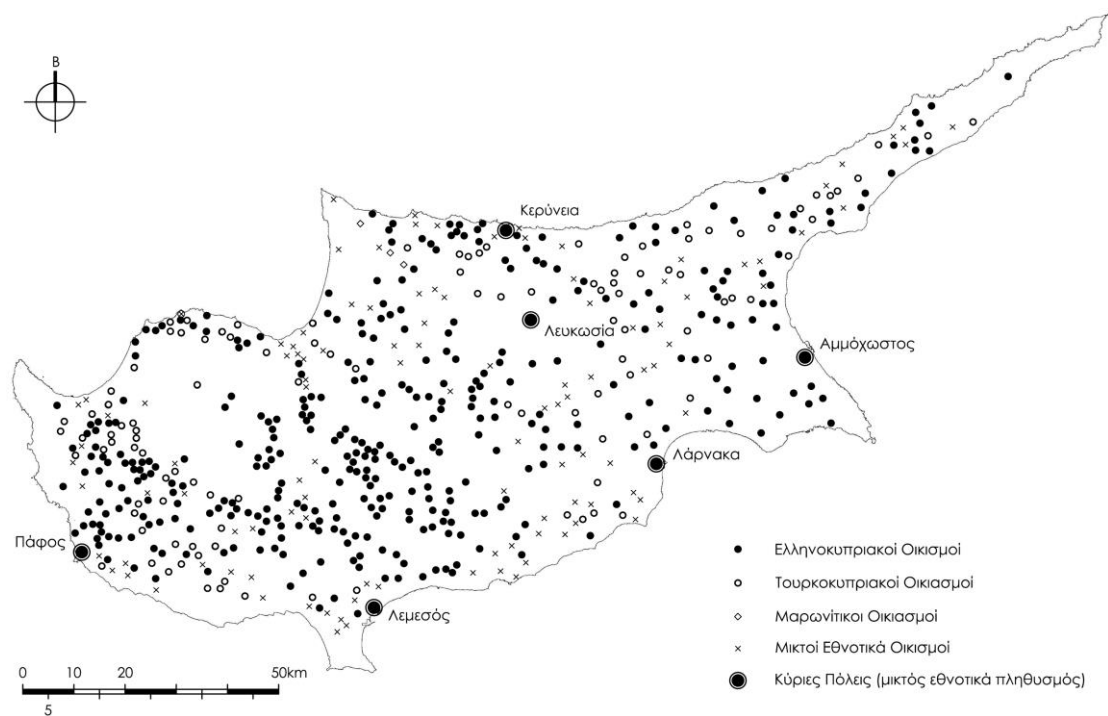 Β
Κερύνεια
Λευκωσία
Αμμόχωστος
Λάρνακα
Πάφος
Λεμεσός
Ελληνοκυπριακοί Οικισμοί
Τουρκοκυπριακοί Οικιασμοί
Μαρωνίτικοι Οικιασμοί
Μικτοί Εθνοτικά Οικισμοί
Κύριες Πόλεις (μικτός εθνοτικά πληθυσμός)
0 10 20 30 50km
5